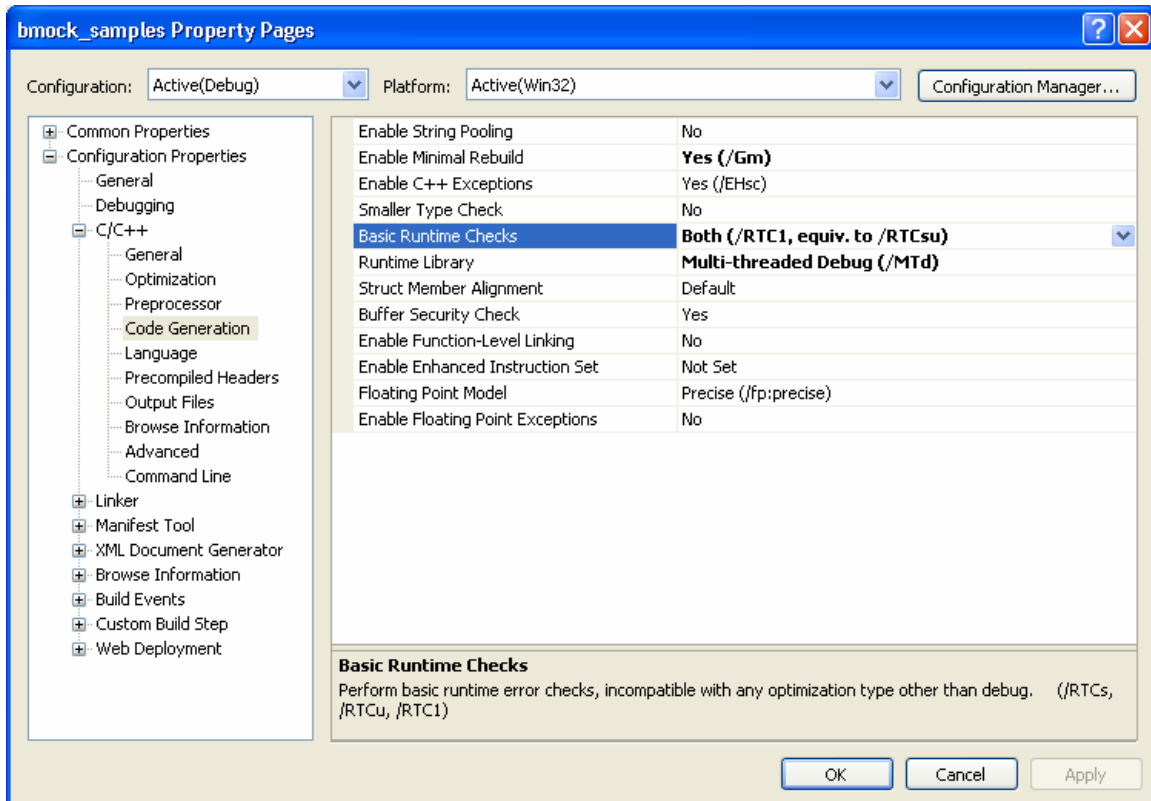 bmock_samples Property Pages
Configuration: Active(Debug) Platform: Active(Win32) Configuration Manager...
Common Properties
Configuration Properties
General
Debugging
C/C++
General
Optimization
Preprocessor
Code Generation
Language
Precompiled Headers
Output Files
Browse Information
Advanced
Command Line
Linker
Manifest Tool
XML Document Generator
Browse Information
Build Events
Custom Build Step
Web Deployment
Enable String Pooling No
Enable Minimal Rebuild Yes (/Gm)
Enable C++ Exceptions Yes (/EHsc)
Smaller Type Check No
Basic Runtime Checks Both (/RTC1, equiv. to /RTCsu)
Runtime Library Multi-threaded Debug (/MTd)
Struct Member Alignment Default
Buffer Security Check Yes
Enable Function-Level Linking No
Enable Enhanced Instruction Set Not Set
Floating Point Model Precise (/fp:precise)
Enable Floating Point Exceptions No
Basic Runtime Checks
Perform basic runtime error checks, incompatible with any optimization type other than debug. (/RTCs,
/RTCu, /RTC1)
OK Cancel Apply